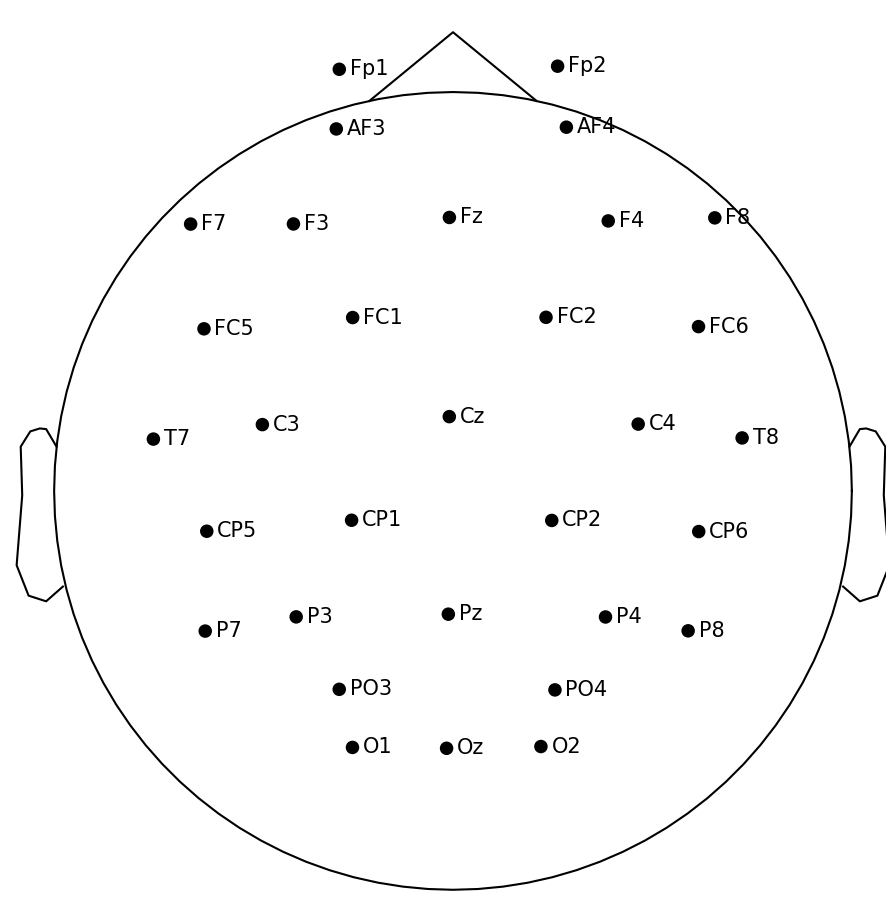 Fp1 Fp2
AF3 AF4
F7 F3 Fz F4 F8
FC5 FC1 FC2 FC6
T7 C3 Cz C4 T8
CP5 CP1 CP2 CP6
P7 P3 Pz P4 P8
PO3 PO4
O1 Oz O2